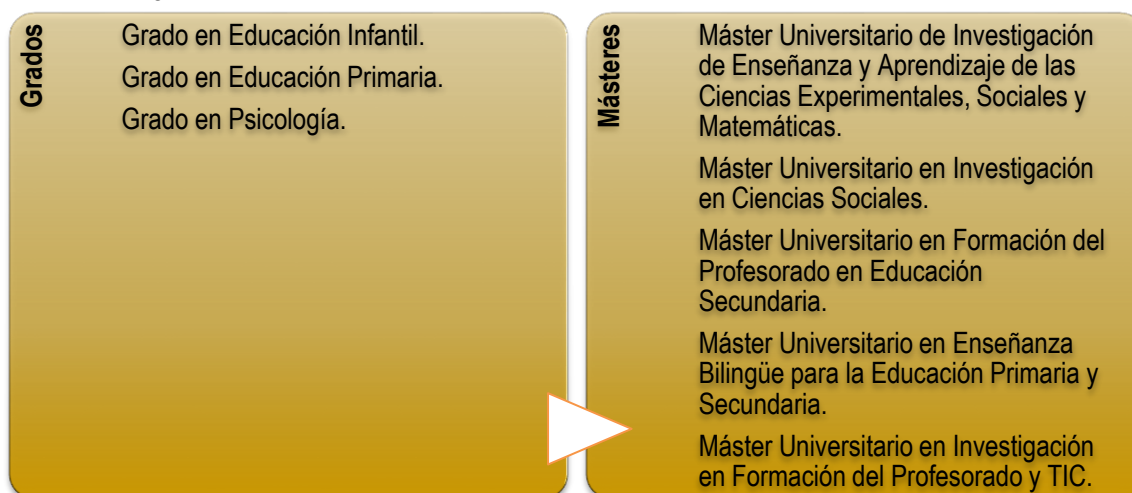 Grados
Grado en Educación Infantil.
Grado en Educación Primaria.
Grado en Psicología.
Másteres
Máster Universitario de Investigación
de Enseñanza y Aprendizaje de las
Ciencias Experimentales, Sociales y
Matemáticas.
Máster Universitario en Investigación
en Ciencias Sociales.
Máster Universitario en Formación del
Profesorado en Educación
Secundaria.
Máster Universitario en Enseñanza
Bilingüe para la Educación Primaria y
Secundaria.
Máster Universitario en Investigación
en Formación del Profesorado y TIC.